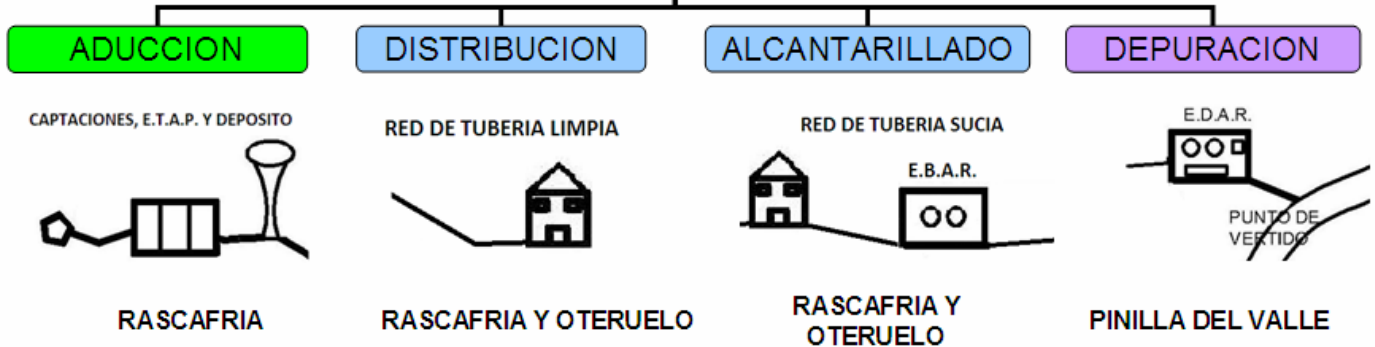 ADUCCION
DISTRIBUCION
ALCANTARILLADO
DEPURACION
CAPTACIONES, E.T.A.P. Y DEPOSITO
RED DE TUBERIA LIMPIA
RED DE TUBERIA SUCIA
E.B.A.R.
E.D.A.R.
PUNTO DE
VERTIDO
RASCAFRIA
RASCAFRIA Y OTERUELO
RASCAFRIA Y
OTERUELO
PINILLA DEL VALLE